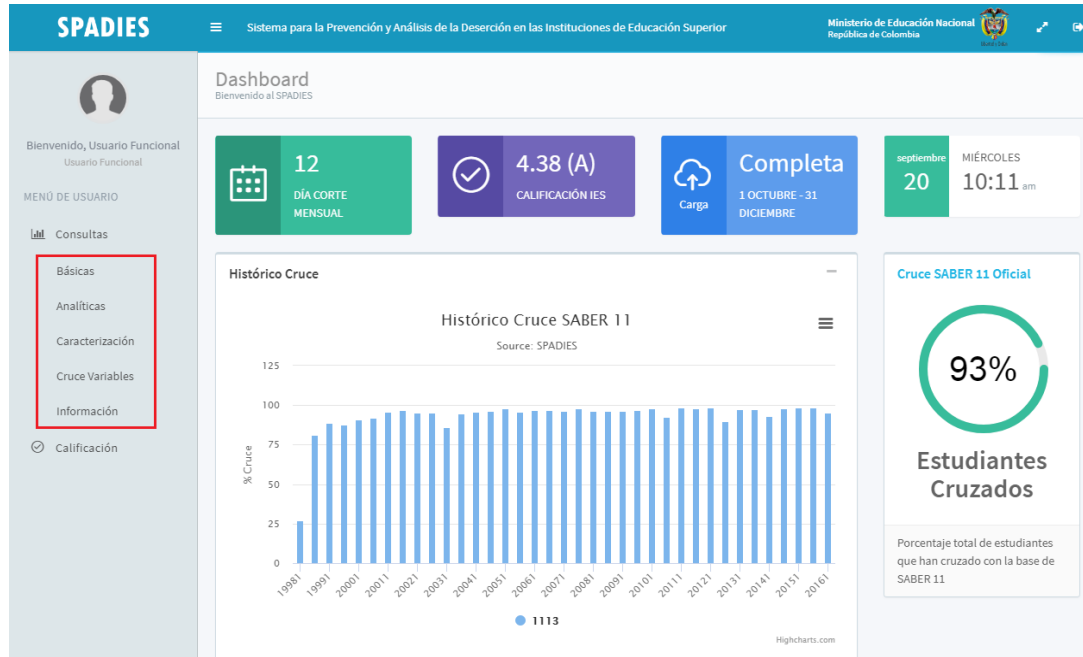 SPADIES
Sistema para la Prevención y Análisis de la Deserción en las Instituciones de Educación Superior
Ministerio de Educación Nacional
República de Colombia
Bienvenido, Usuario Funcional
Usuario Funcional
MENÚ DE USUARIO
Consultas
Básicas
Analíticas
Caracterización
Cruce Variables
Información
Calificación
Dashboard
Bienvenido al SPADIES
12
DÍA CORTE
MENSUAL
4.38 (A)
CALIFICACIÓN IES
Carga
Completa
1 OCTUBRE - 31
DICIEMBRE
septiembre
20
MIÉRCOLES
10:11 am
Histórico Cruce
Histórico Cruce SABER 11
Source: SPADIES
% Cruce
125
100
75
50
25
0
19981
19991
20001
20011
20021
20031
20041
20051
20061
20071
20081
20091
20101
20111
20121
20131
20141
20151
20161
1113
Highcharts.com
Cruce SABER 11 Oficial
93%
Estudiantes
Cruzados
Porcentaje total de estudiantes
que han cruzado con la base de
SABER 11